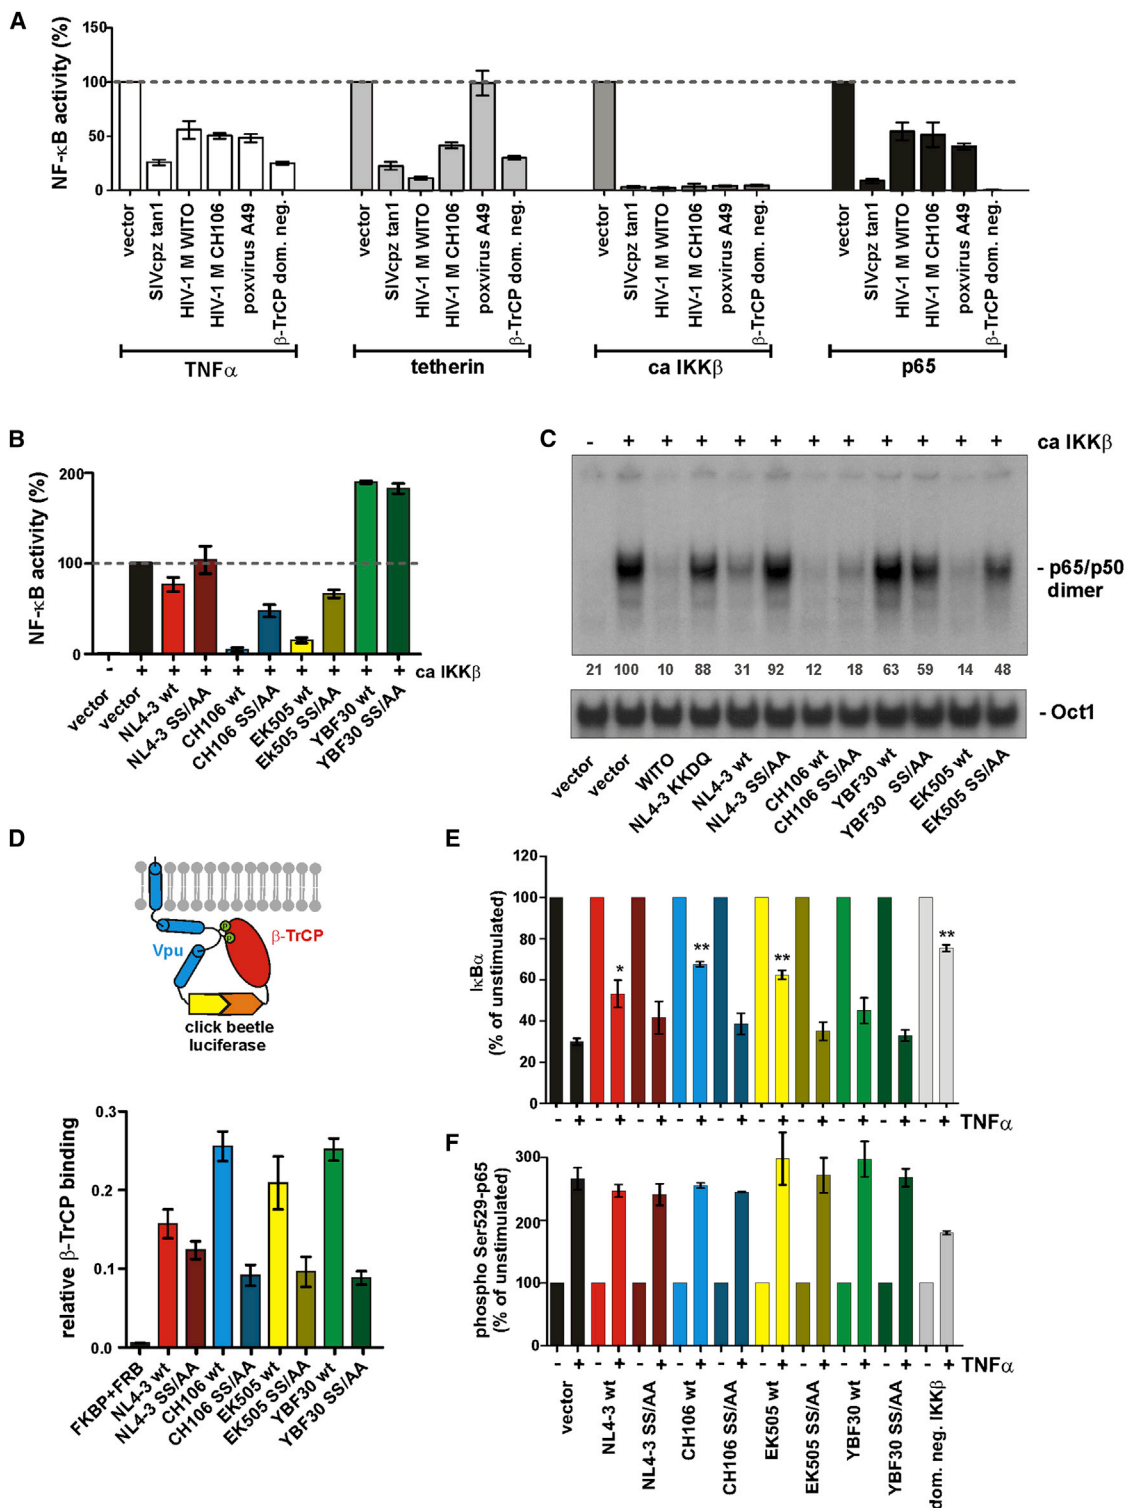 A
NF-κB activity (%)
150
100
50
0
vector
SIVcpz tan1
HIV-1 M WITO
HIV-1 M CH106
poxvirus A49
β-TrCP dom. neg.
TNFα
vector
SIVcpz tan1
HIV-1 M WITO
HIV-1 M CH106
poxvirus A49
β-TrCP dom. neg.
tetherin
vector
SIVcpz tan1
HIV-1 M WITO
HIV-1 M CH106
poxvirus A49
β-TrCP dom. neg.
ca IKKβ
vector
SIVcpz tan1
HIV-1 M WITO
HIV-1 M CH106
poxvirus A49
β-TrCP dom. neg.
p65
B
NF-κB activity (%)
200
100
0
- + + + + + + + + + ca IKKβ
vector
vector
NL4-3 wt
NL4-3 SS/AA
CH106 wt
CH106 SS/AA
EK505 wt
Ek505 SS/AA
YBF30 wt
YBF30 SS/AA
C
- + + + + + + + + + + + ca IKKβ
- p65/p50
dimer
21 100 10 88 31 92 12 18 63 59 14 48
- Oct1
vector
vector
WITO
NL4-3 KKDQ
NL4-3 wt
NL4-3 SS/AA
CH106 wt
CH106 SS/AA
YBF30 wt
YBF30 SS/AA
EK505 wt
EK505 SS/AA
D
Vpu
p
p
β-TrCP
click beetle
luciferase
relative β-TrCP binding
0.3
0.2
0.1
0.0
FKBP+FRB
NL4-3 wt
NL4-3 SS/AA
CH106 wt
CH106 SS/AA
EK505 wt
EK505 SS/AA
YBF30 wt
YBF30 SS/AA
E
IκBα
(% of unstimulated)
120
100
80
60
40
20
0
* ** ** **
- + - + - + - + - + - + - + - + - + - + TNFα
F
phospho Ser529-p65
(% of unstimulated)
300
200
100
0
- + - + - + - + - + - + - + - + - + - + TNFα
vector
NL4-3 wt
NL4-3 SS/AA
CH106 wt
CH106 SS/AA
EK505 wt
EK505 SS/AA
YBF30 wt
YBF30 SS/AA
dom. neg. IKKβ